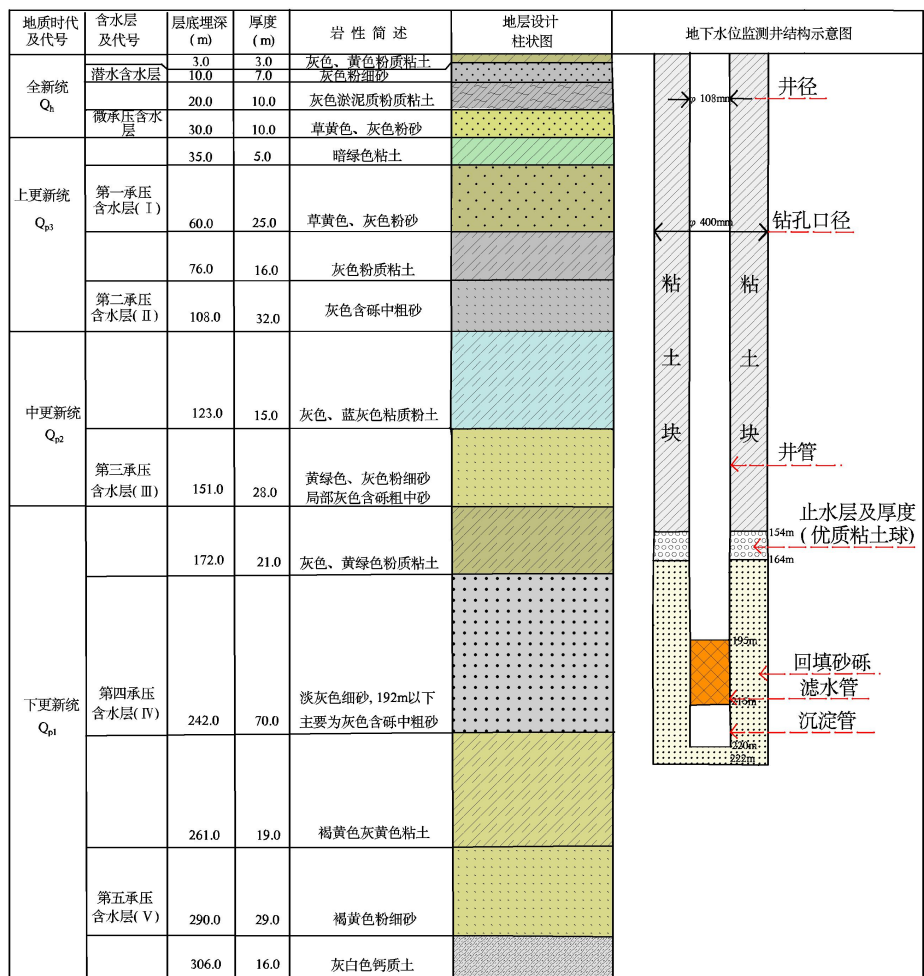 地质时代及代号
含水层及代号
层底埋深(m)
厚度(m)
岩性简述
地层设计柱状图
地下水位监测井结构示意图
全新统
Qh
3.0 3.0 灰色、黄色粉质粘土
潜水含水层 10.0 7.0 灰色粉细砂
20.0 10.0 灰色淤泥质粉质粘土
微承压含水层 30.0 10.0 草黄色、灰色粉砂
上更新统
Qp3
35.0 5.0 暗绿色粘土
第一承压
含水层(Ⅰ)
60.0 25.0 草黄色、灰色粉砂
76.0 16.0 灰色粉质粘土
第二承压
含水层(Ⅱ)
108.0 32.0 灰色含砾中粗砂
中更新统
Qp2
123.0 15.0 灰色、蓝灰色粘质粉土
第三承压
含水层(Ⅲ)
151.0 28.0 黄绿色、灰色粉细砂
局部灰色含砾粗中砂
下更新统
Qp1
172.0 21.0 灰色、黄绿色粉质粘土
第四承压
含水层(Ⅳ)
242.0 70.0 淡灰色细砂,192m以下
主要为灰色含砾中粗砂
261.0 19.0 褐黄色灰黄色粘土
第五承压
含水层(Ⅴ)
290.0 29.0 褐黄色粉细砂
306.0 16.0 灰白色钙质土
φ 108mm
井径
φ 400mm
钻孔口径
粘土块
粘土块
井管
止水层及厚度
(优质粘土球)
154m
164m
195m
回填砂砾
滤水管
215m
沉淀管
220m
222m